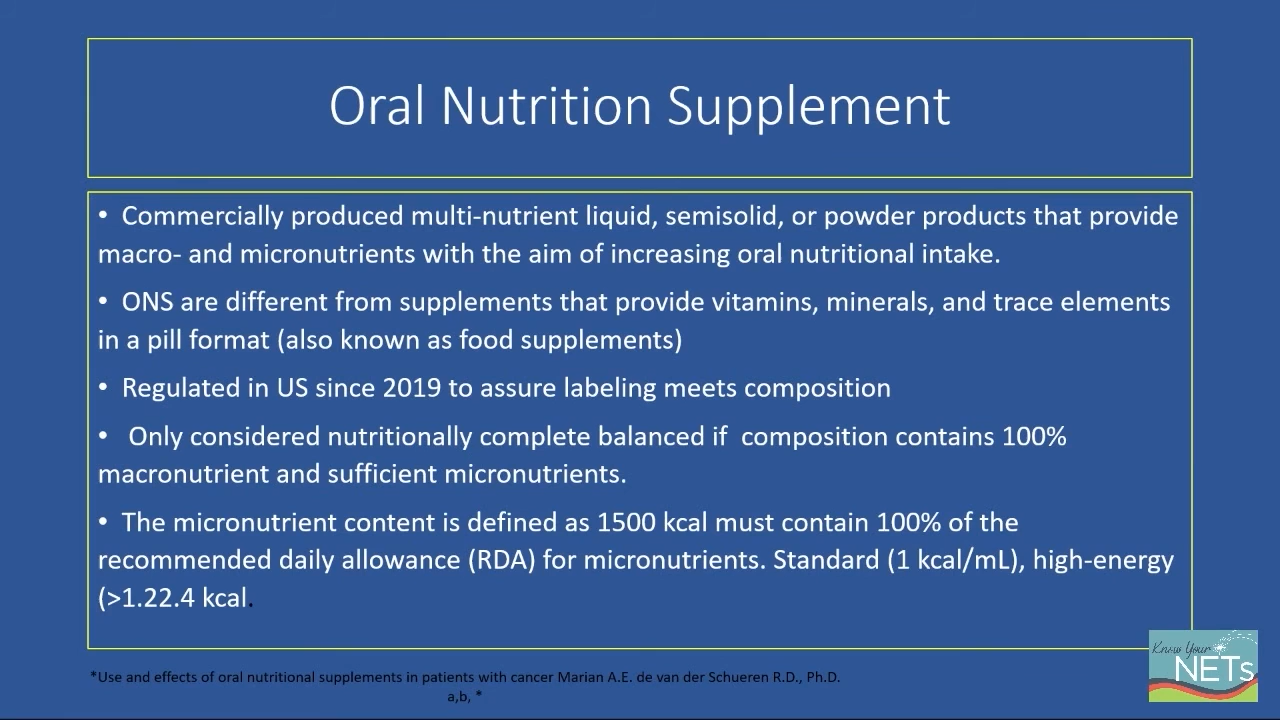 Oral Nutrition Supplement
• Commercially produced multi-nutrient liquid, semisolid, or powder products that provide
macro- and micronutrients with the aim of increasing oral nutritional intake.
• ONS are different from supplements that provide vitamins, minerals, and trace elements
in a pill format (also known as food supplements)
• Regulated in US since 2019 to assure labeling meets composition
• Only considered nutritionally complete balanced if composition contains 100%
macronutrient and sufficient micronutrients.
• The micronutrient content is defined as 1500 kcal must contain 100% of the
recommended daily allowance (RDA) for micronutrients. Standard (1 kcal/mL), high-energy
(>1.22.4 kcal.
*Use and effects of oral nutritional supplements in patients with cancer Marian A.E. de van der Schueren R.D., Ph.D.
a,b, *
Know Your
NETs